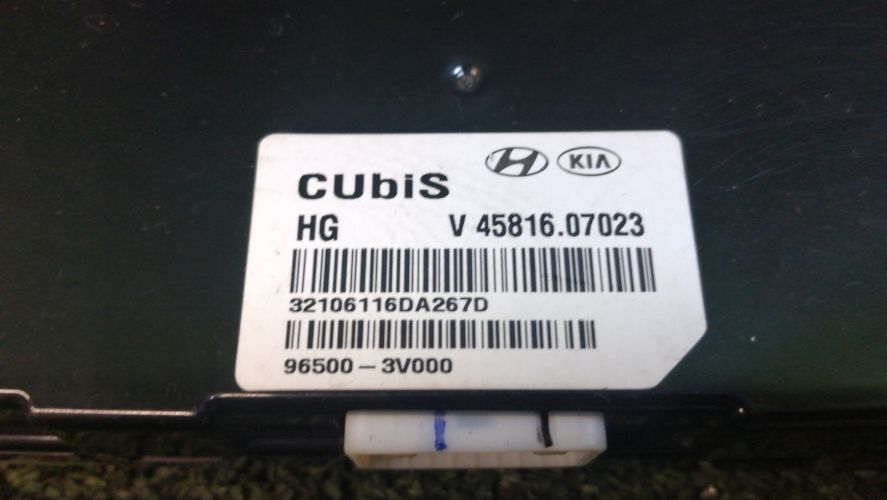 KIA
CUbiS
HG V 45816.07023
32106116DA267D
96500-3V000